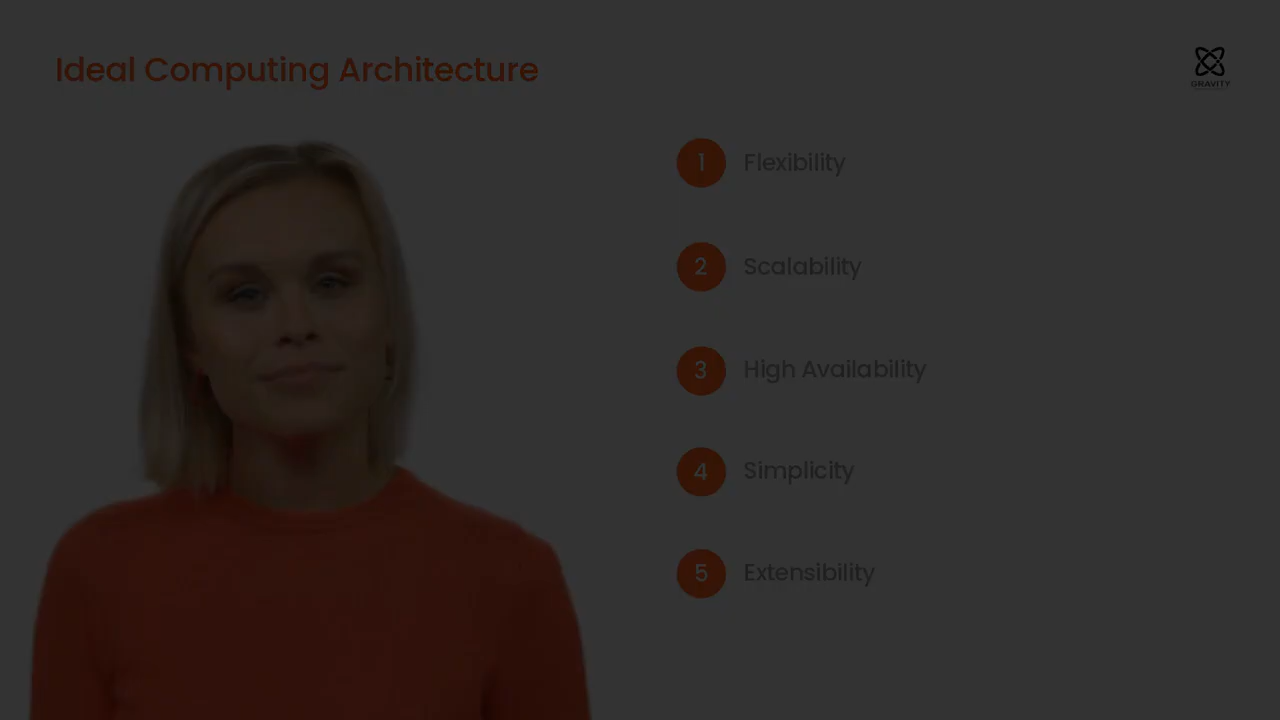 Ideal Computing Architecture
GRAVITY
1 Flexibility
2 Scalability
3 High Availability
4 Simplicity
5 Extensibility